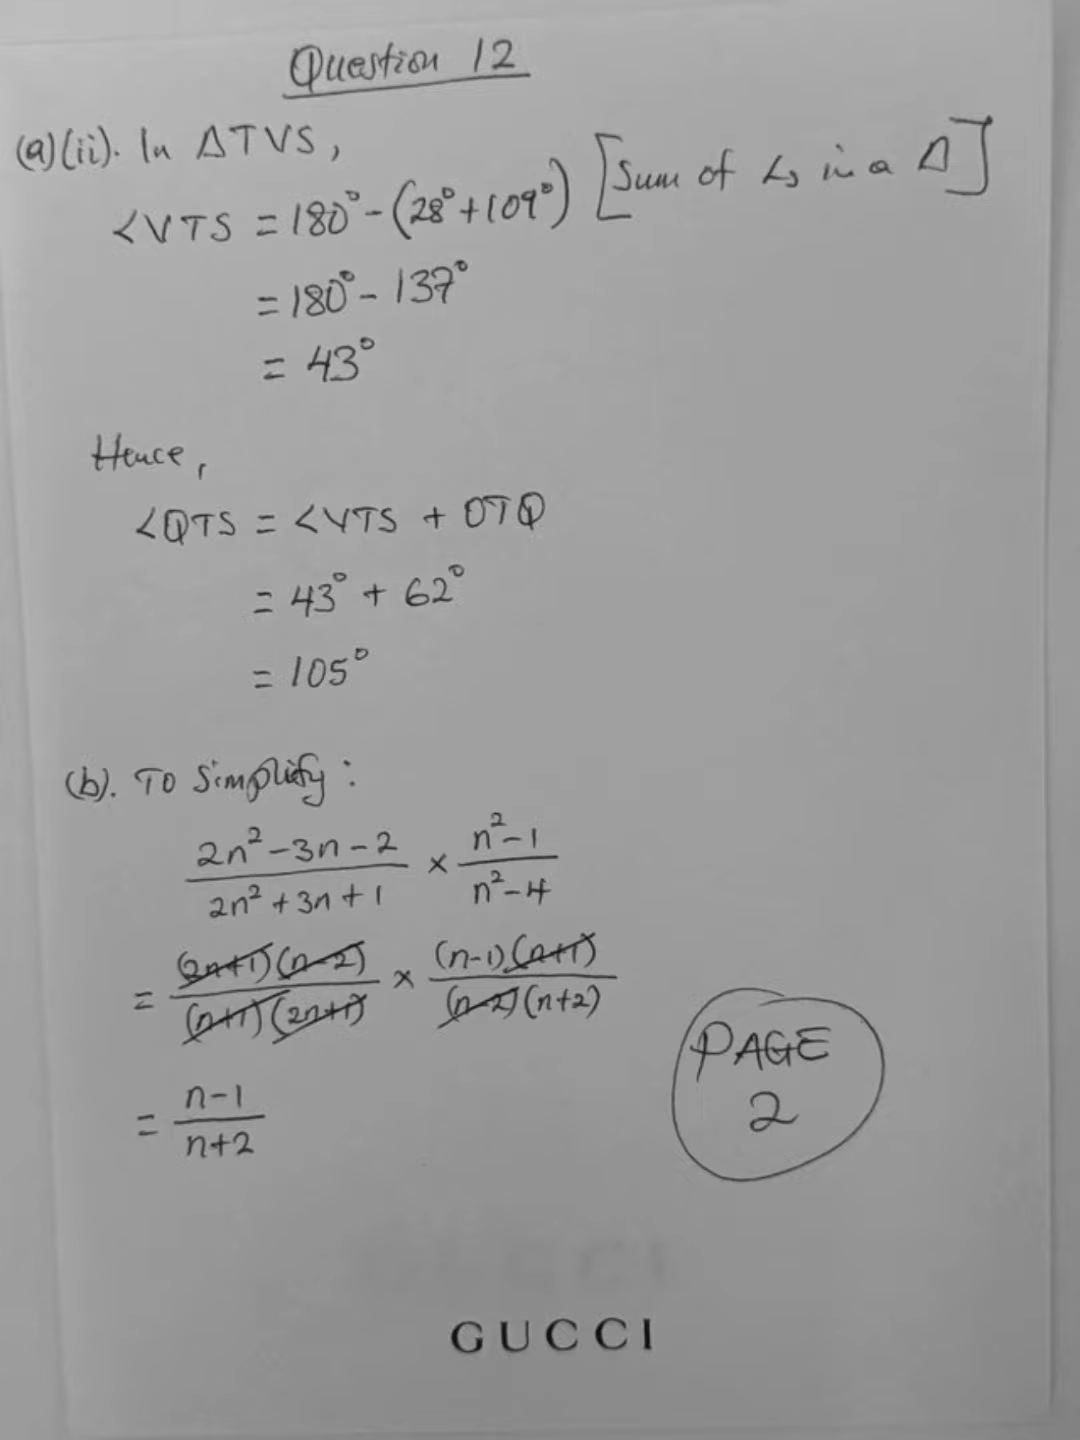 Question 12
(a)(ii). In ΔTVS,
<VTS = 180° - (28° + 109°) [Sum of ∠s in a Δ]
= 180° - 137°
= 43°
Hence,
<QTS = <VTS + OTQ
= 43° + 62°
= 105°
(b). To Simplify:
2n² - 3n - 2 / 2n² + 3n + 1 × n² - 1 / n² - 4
= (2n+1)(n-2) / (n+1)(2n+1) × (n-1)(n+1) / (n-2)(n+2)
= n-1 / n+2
PAGE
2
GUCCI